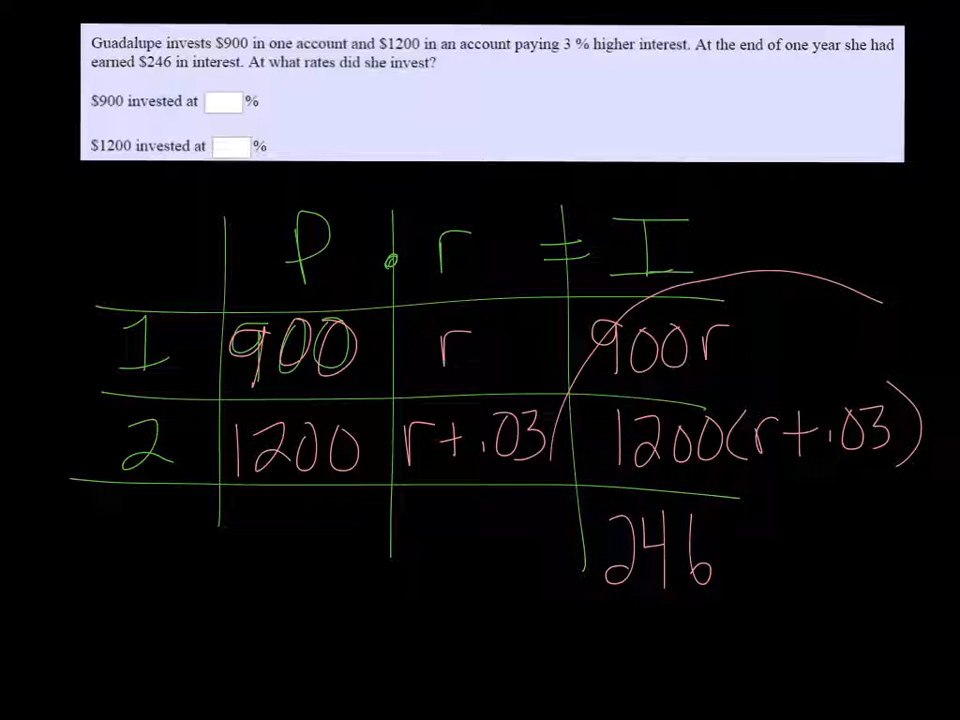 Guadalupe invests $900 in one account and $1200 in an account paying 3 % higher interest. At the end of one year she had
earned $246 in interest. At what rates did she invest?
$900 invested at %
$1200 invested at %
P • r = I
1 900 r 900r
2 1200 r+.03 1200(r+.03)
246